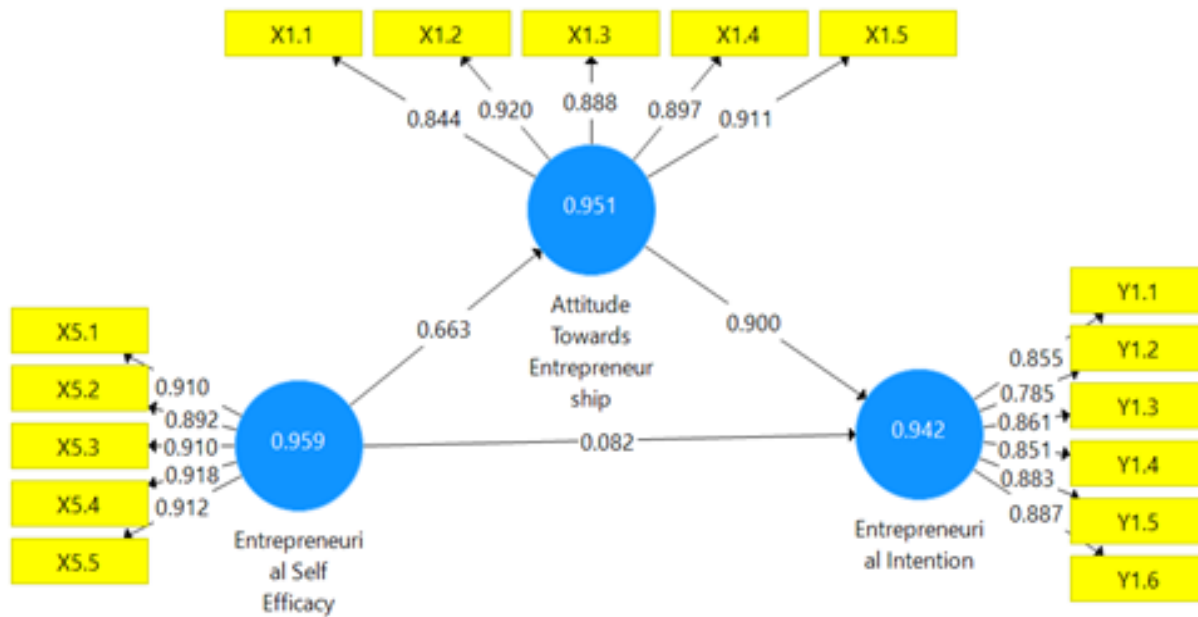 X1.1 X1.2 X1.3 X1.4 X1.5
0.844 0.920 0.888 0.897 0.911
0.951
Attitude
Towards
Entrepreneur
ship
0.663
0.900
X5.1
X5.2
X5.3
X5.4
X5.5
0.910
0.892
0.910
0.918
0.912
0.959
Entrepreneuri
al Self
Efficacy
0.082
0.942
Entrepreneuri
al Intention
0.855
0.785
0.861
0.851
0.883
0.887
Y1.1
Y1.2
Y1.3
Y1.4
Y1.5
Y1.6